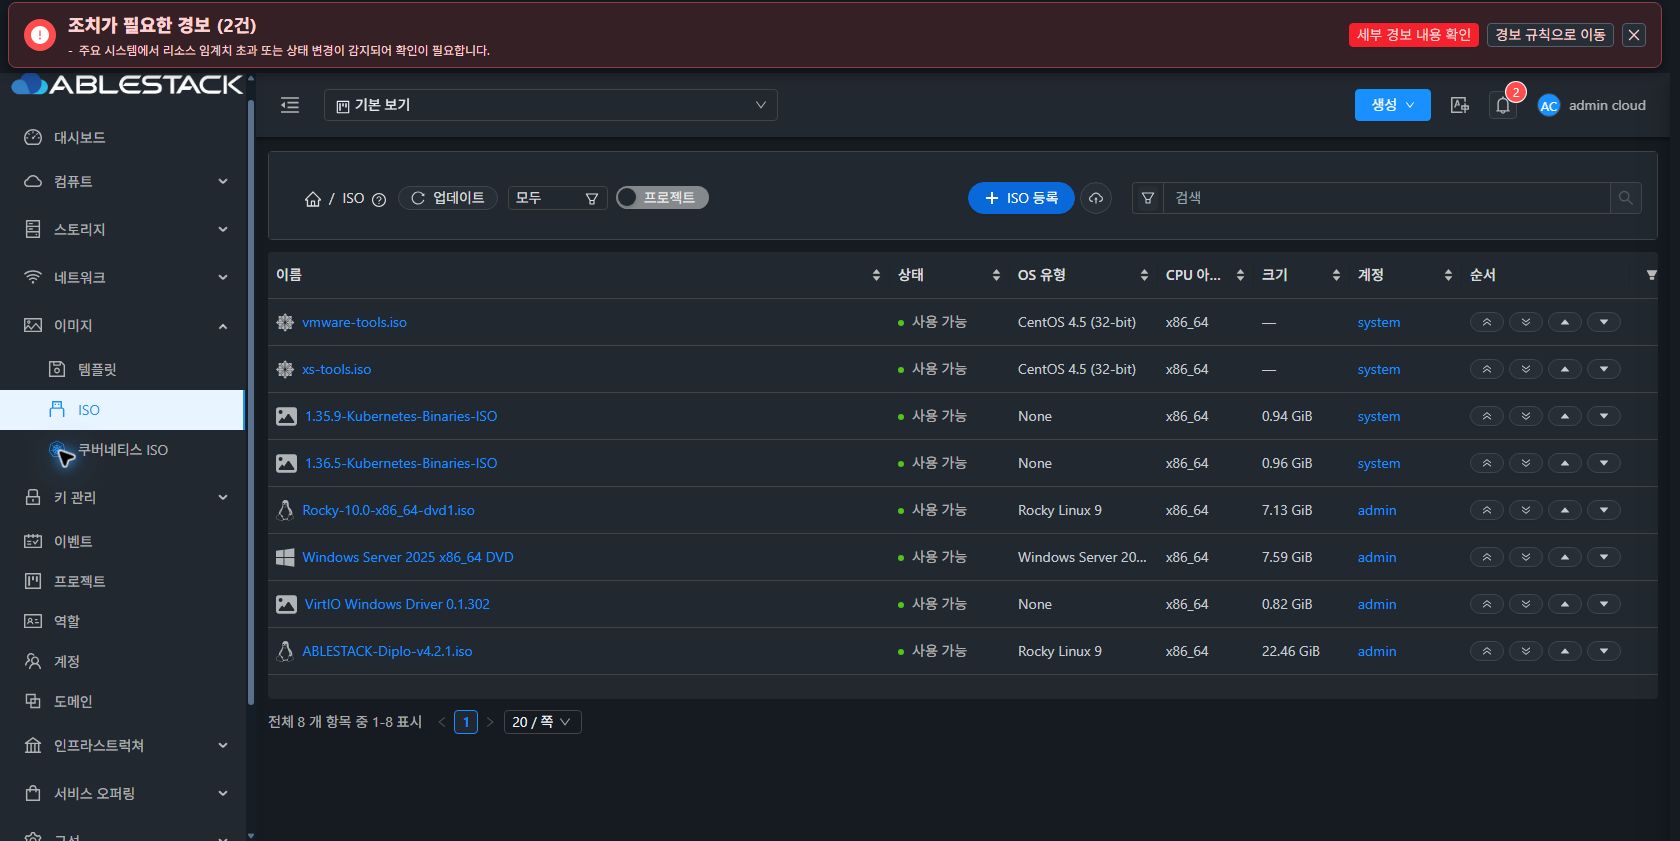 조치가 필요한 경보 (2건)
- 주요 시스템에서 리소스 임계치 초과 또는 상태 변경이 감지되어 확인이 필요합니다.
세부 경보 내용 확인
경보 규칙으로 이동
ABLESTACK
기본 보기
생성
2
AC
admin cloud
대시보드
컴퓨트
스토리지
네트워크
이미지
템플릿
ISO
쿠버네티스 ISO
키 관리
이벤트
프로젝트
역할
계정
도메인
인프라스트럭쳐
서비스 오퍼링
/ ISO
업데이트
모두
프로젝트
ISO 등록
검색
이름 상태 OS 유형 CPU 아... 크기 계정 순서
vmware-tools.iso 사용 가능 CentOS 4.5 (32-bit) x86_64 — system
xs-tools.iso 사용 가능 CentOS 4.5 (32-bit) x86_64 — system
1.35.9-Kubernetes-Binaries-ISO 사용 가능 None x86_64 0.94 GiB system
1.36.5-Kubernetes-Binaries-ISO 사용 가능 None x86_64 0.96 GiB system
Rocky-10.0-x86_64-dvd1.iso 사용 가능 Rocky Linux 9 x86_64 7.13 GiB admin
Windows Server 2025 x86_64 DVD 사용 가능 Windows Server 20... x86_64 7.59 GiB admin
VirtIO Windows Driver 0.1.302 사용 가능 None x86_64 0.82 GiB admin
ABLESTACK-Diplo-v4.2.1.iso 사용 가능 Rocky Linux 9 x86_64 22.46 GiB admin
전체 8 개 항목 중 1-8 표시
1
20 / 쪽